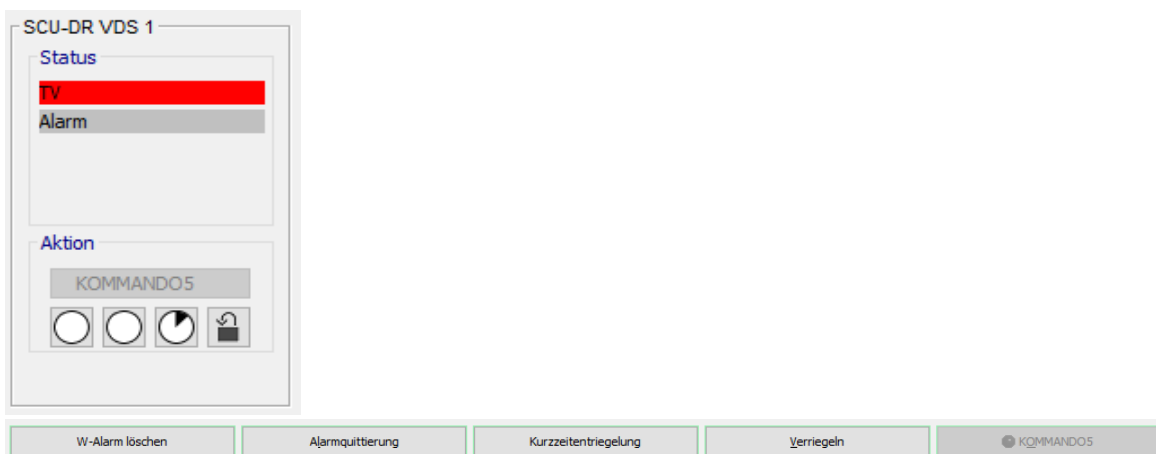 SCU-DR VDS 1
Status
TV
Alarm
Aktion
KOMMANDO5
W-Alarm löschen Alarmquittierung Kurzzeitentriegelung Verriegeln KOMMANDO5